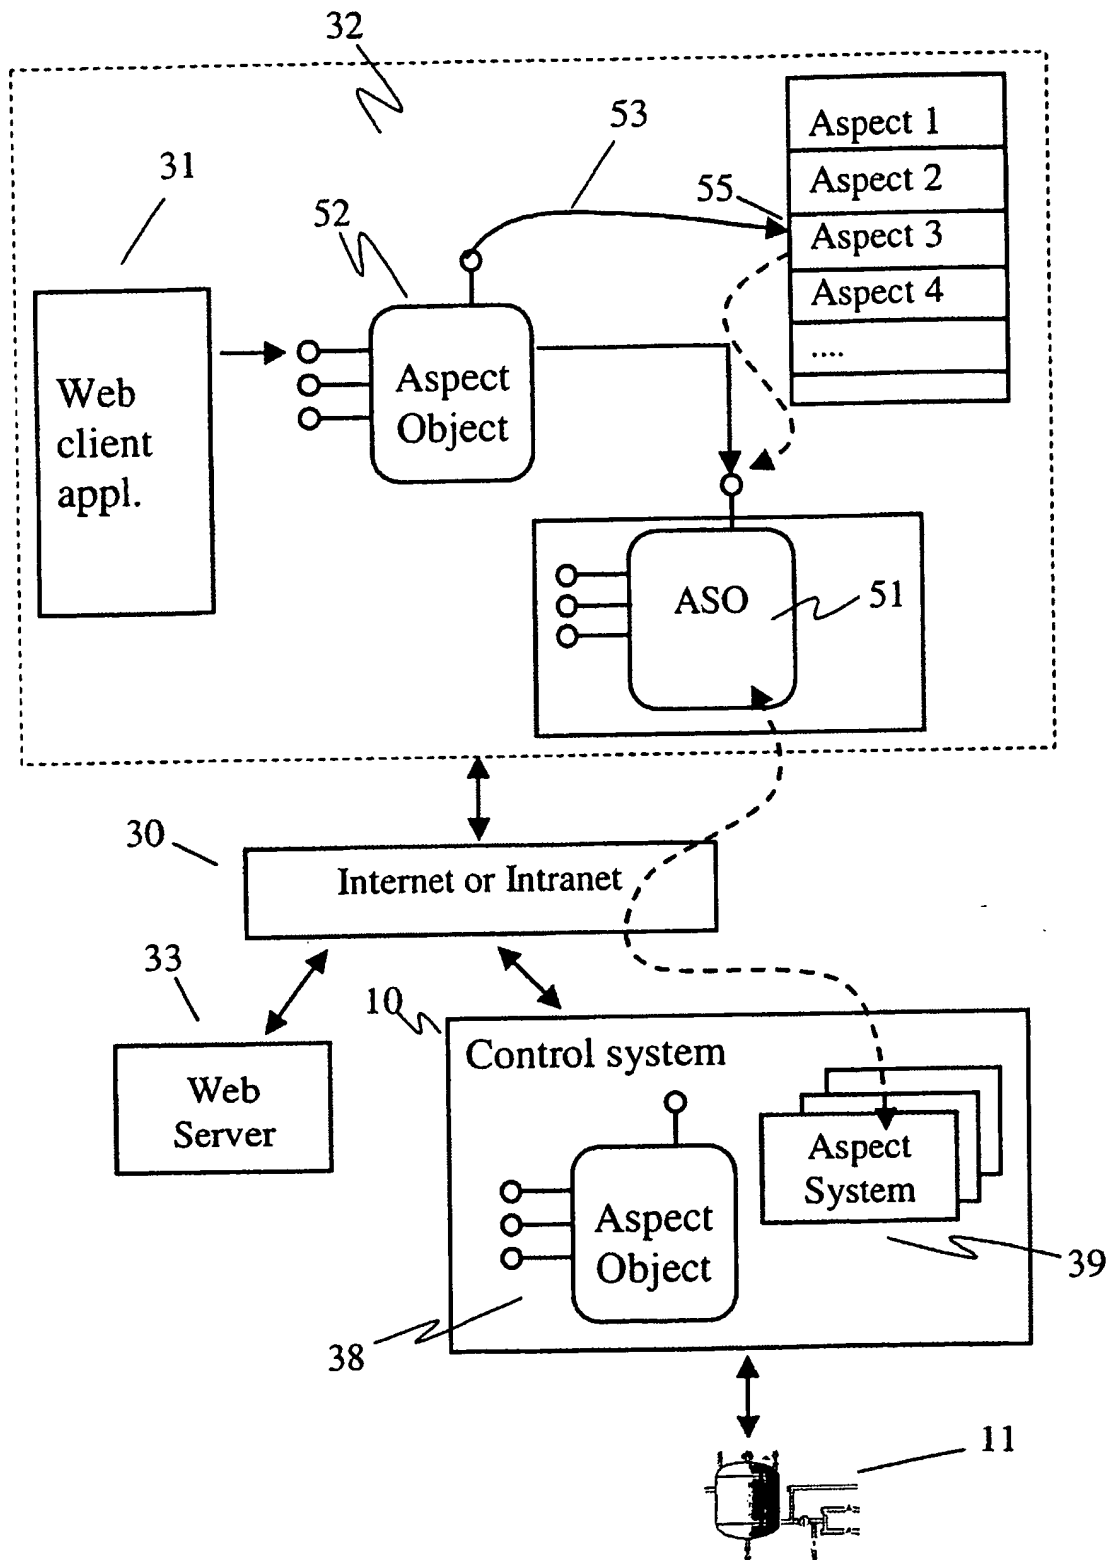 32
53
Aspect 1
Aspect 2
Aspect 3
Aspect 4
....
31
55
52
Web
client
appl.
Aspect
Object
ASO
51
30
Internet or Intranet
33
10
Control system
Web
Server
Aspect
System
Aspect
Object
39
38
11